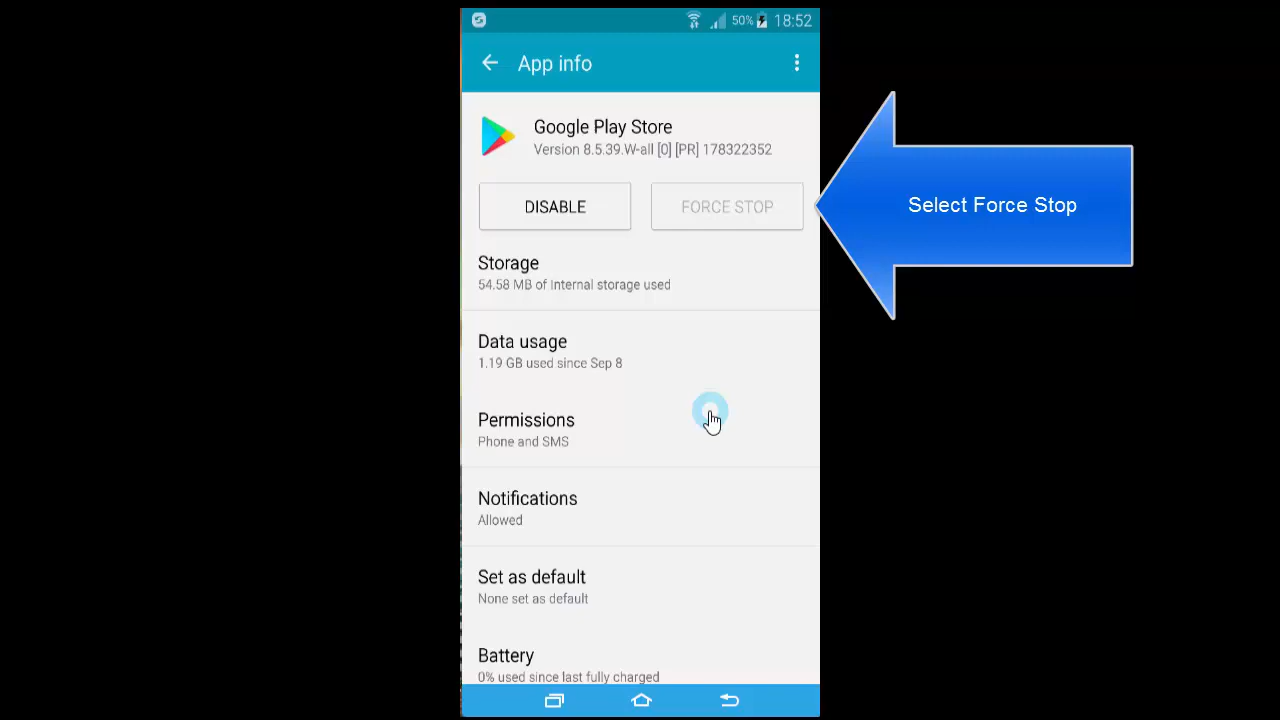 50% 18:52
App info
Google Play Store
Version 8.5.39.W-all [0] [PR] 178322352
DISABLE
FORCE STOP
Select Force Stop
Storage
54.58 MB of Internal storage used
Data usage
1.19 GB used since Sep 8
Permissions
Phone and SMS
Notifications
Allowed
Set as default
None set as default
Battery
0% used since last fully charged